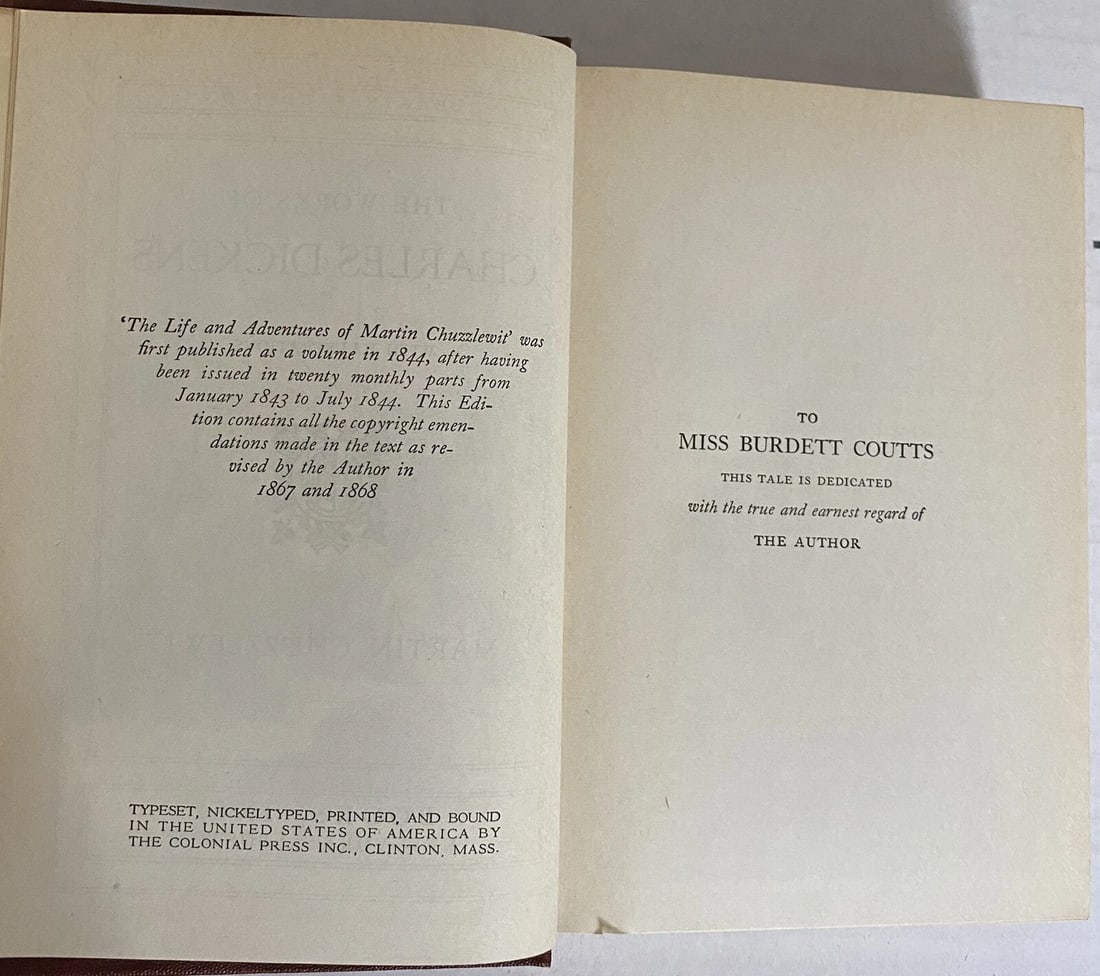 ‘The Life and Adventures of Martin Chuzzlewit’ was
first published as a volume in 1844, after having
been issued in twenty monthly parts from
January 1843 to July 1844. This Edi-
tion contains all the copyright emen-
dations made in the text as re-
vised by the Author in
1867 and 1868
TYPESET, NICKELTYPED, PRINTED, AND BOUND
IN THE UNITED STATES OF AMERICA BY
THE COLONIAL PRESS INC., CLINTON, MASS.
TO
MISS BURDETT COUTTS
THIS TALE IS DEDICATED
with the true and earnest regard of
THE AUTHOR